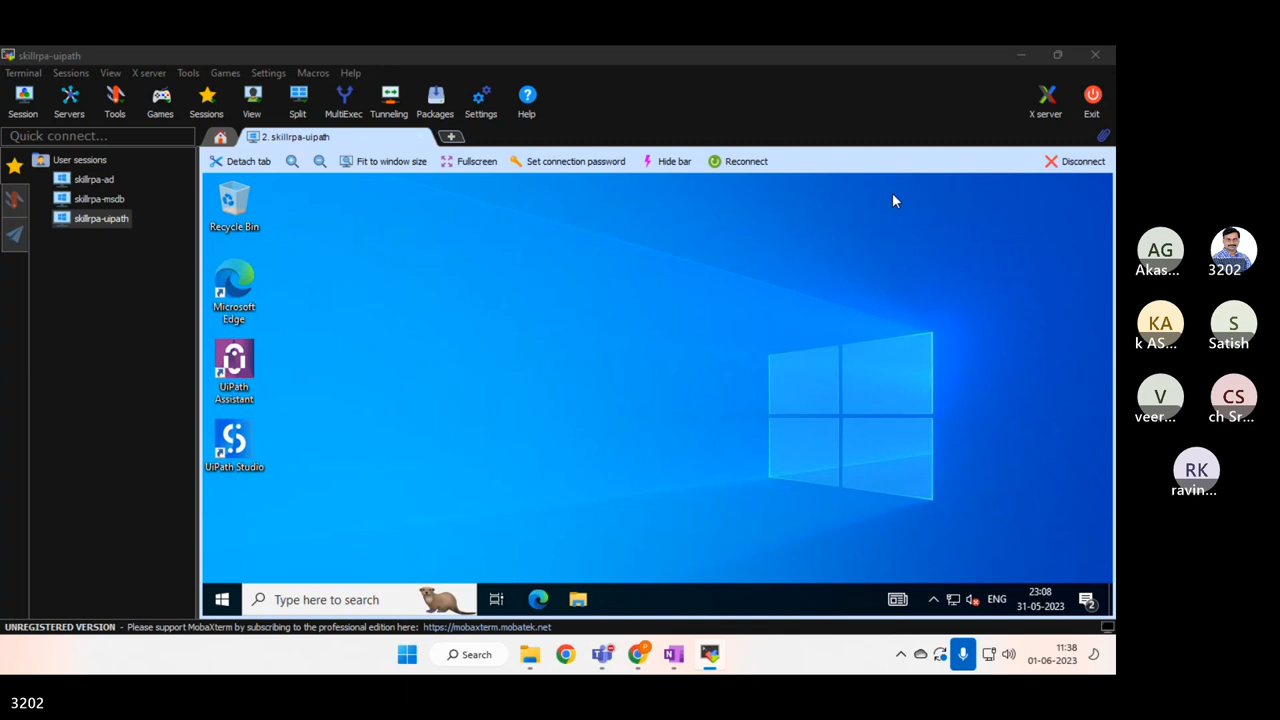 skillrpa-uipath
Terminal Sessions View X server Tools Games Settings Macros Help
Session Servers Tools Games Sessions View Split MultiExec Tunneling Packages Settings Help X server Exit
Quick connect...
2. skillrpa-uipath
Detach tab Fit to window size Fullscreen Set connection password Hide bar Reconnect Disconnect
User sessions
skillrpa-ad
skillrpa-msdb
skillrpa-uipath
Recycle Bin
Microsoft
Edge
UiPath
Assistant
UiPath Studio
AG
Akas...
3202
KA
k AS...
S
Satish
V
veer...
CS
ch Sr...
RK
ravin...
Type here to search
ENG
23:08
31-05-2023
2
UNREGISTERED VERSION - Please support MobaXterm by subscribing to the professional edition here: https://mobaxterm.mobatek.net
Search
11:38
01-06-2023
3202